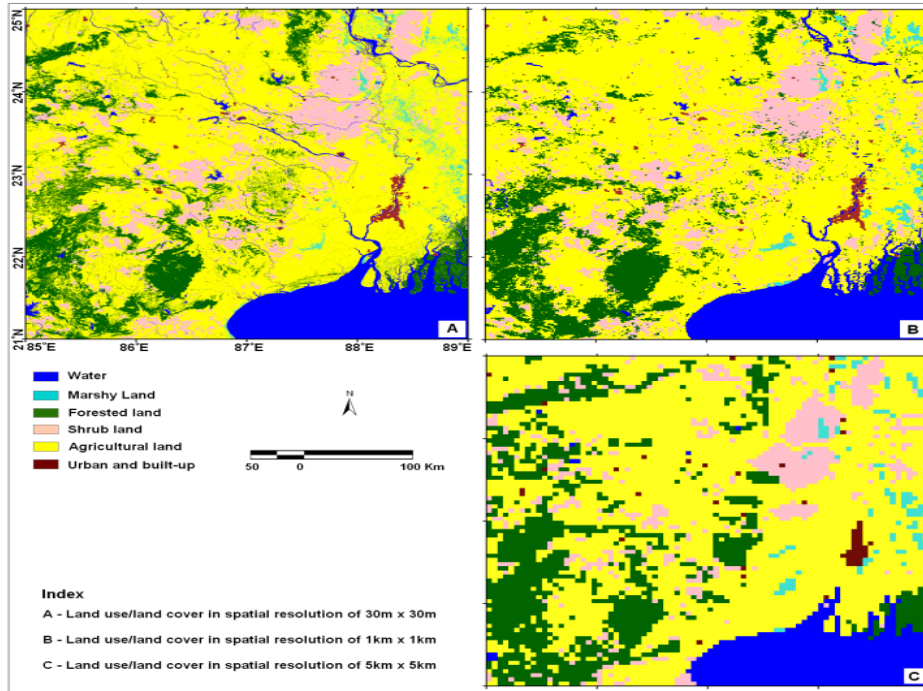 25°N
24°N
23°N
22°N
21°N
85°E
86°E
87°E
88°E
89°E
A
B
Water
Marshy Land
Forested land
Shrub land
Agricultural land
Urban and built-up
N
50 0 100 Km
C
Index
A - Land use/land cover in spatial resolution of 30m x 30m
B - Land use/land cover in spatial resolution of 1km x 1km
C - Land use/land cover in spatial resolution of 5km x 5km